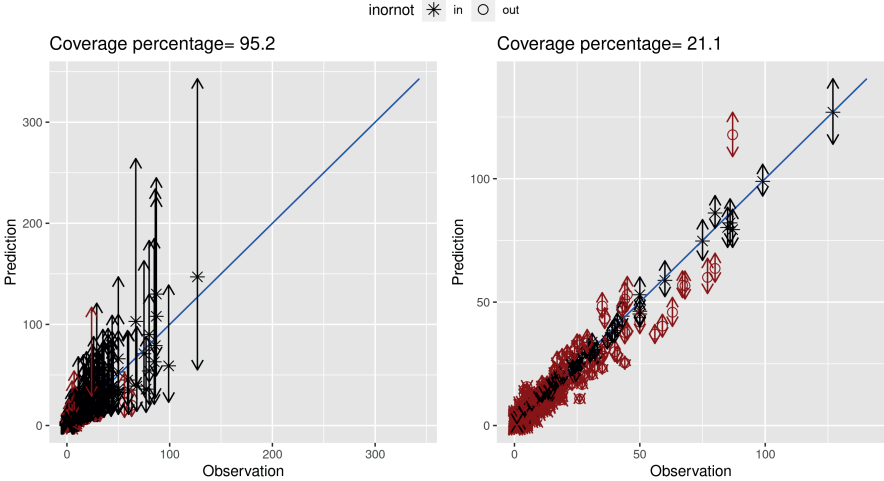 inornot in out
Coverage percentage= 95.2
Coverage percentage= 21.1
Prediction
300
200
100
0
0 100 200 300
Observation
Prediction
100
50
0
0 50 100
Observation